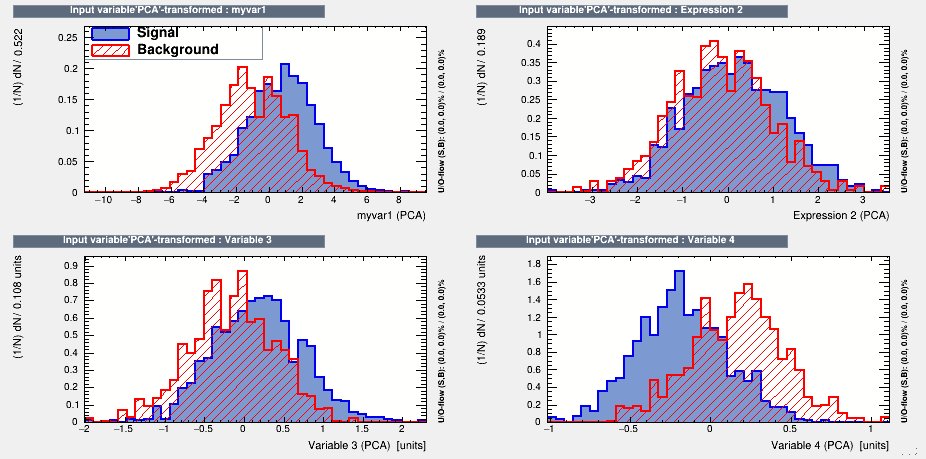 Input variable'PCA'-transformed : myvar1
(1/N) dN/ 0.522
Signal
Background
0.25
0.2
0.15
0.1
0.05
0
−10 −8 −6 −4 −2 0 2 4 6 8
myvar1 (PCA)
U/O-flow (S,B): (0.0, 0.0)% / (0.0, 0.0)%
Input variable'PCA'-transformed : Expression 2
(1/N) dN/ 0.189
0.4
0.35
0.3
0.25
0.2
0.15
0.1
0.05
0
−3 −2 −1 0 1 2 3
Expression 2 (PCA)
U/O-flow (S,B): (0.0, 0.0)% / (0.0, 0.0)%
Input variable'PCA'-transformed : Variable 3
(1/N) dN/ 0.108 units
0.9
0.8
0.7
0.6
0.5
0.4
0.3
0.2
0.1
0
−2 −1.5 −1 −0.5 0 0.5 1 1.5 2
Variable 3 (PCA) [units]
U/O-flow (S,B): (0.0, 0.0)% / (0.0, 0.0)%
Input variable'PCA'-transformed : Variable 4
(1/N) dN/ 0.0533 units
1.8
1.6
1.4
1.2
1
0.8
0.6
0.4
0.2
0
−1 −0.5 0 0.5 1
Variable 4 (PCA) [units]
U/O-flow (S,B): (0.0, 0.0)% / (0.0, 0.0)%